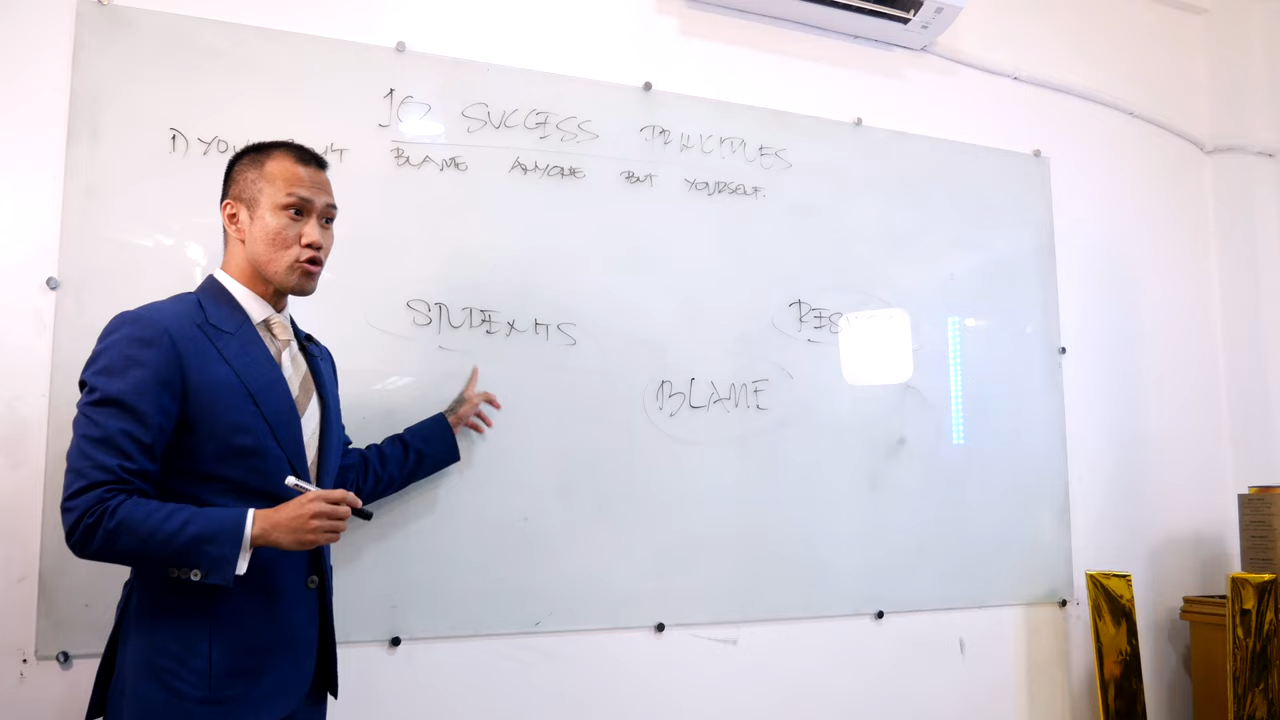 10 SUCCESS PRINCIPLES
1) YOU BLAME ANYONE BUT YOURSELF.
STUDENTS
BLAME